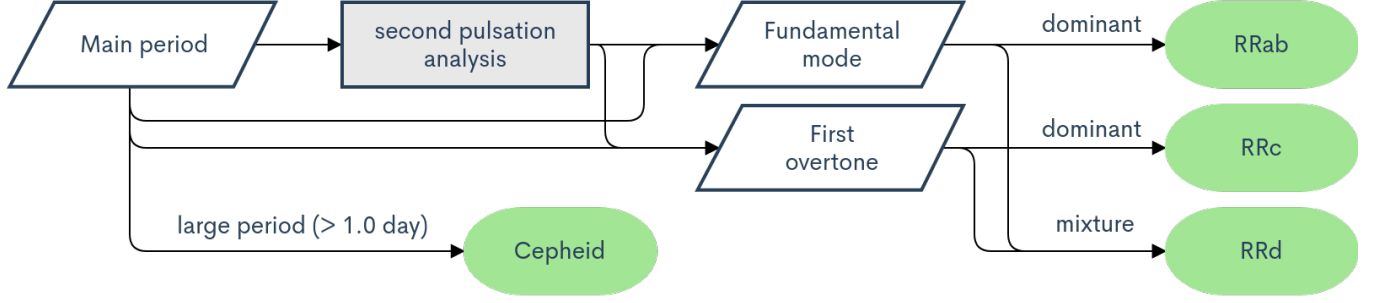 Main period
second pulsation
analysis
Fundamental
mode
dominant
RRab
First
overtone
dominant
RRc
large period (> 1.0 day)
Cepheid
mixture
RRd